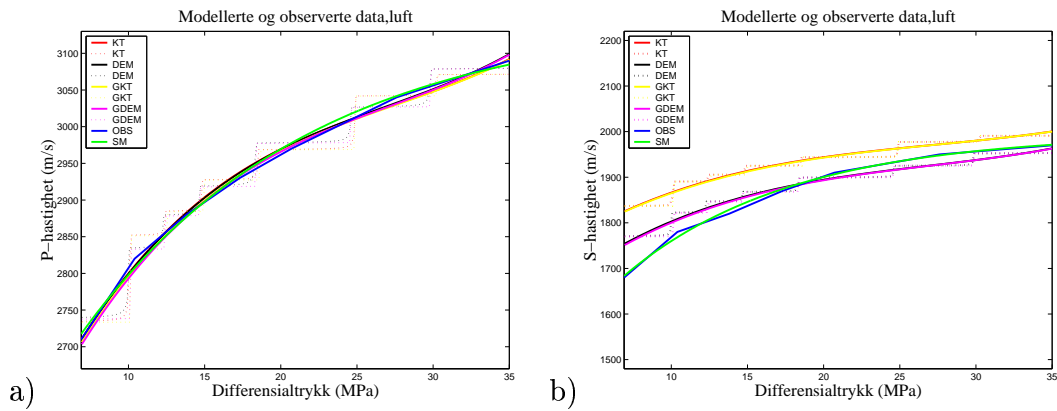 Modellerte og observerte data,luft
3100
3050
3000
2950
2900
2850
2800
2750
2700
P-hastighet (m/s)
KT
KT
DEM
DEM
GKT
GKT
GDEM
GDEM
OBS
SM
10 15 20 25 30 35
Differensialtrykk (MPa)
a)
Modellerte og observerte data,luft
2200
2100
2000
1900
1800
1700
1600
1500
S-hastighet (m/s)
KT
KT
DEM
DEM
GKT
GKT
GDEM
GDEM
OBS
SM
10 15 20 25 30 35
Differensialtrykk (MPa)
b)